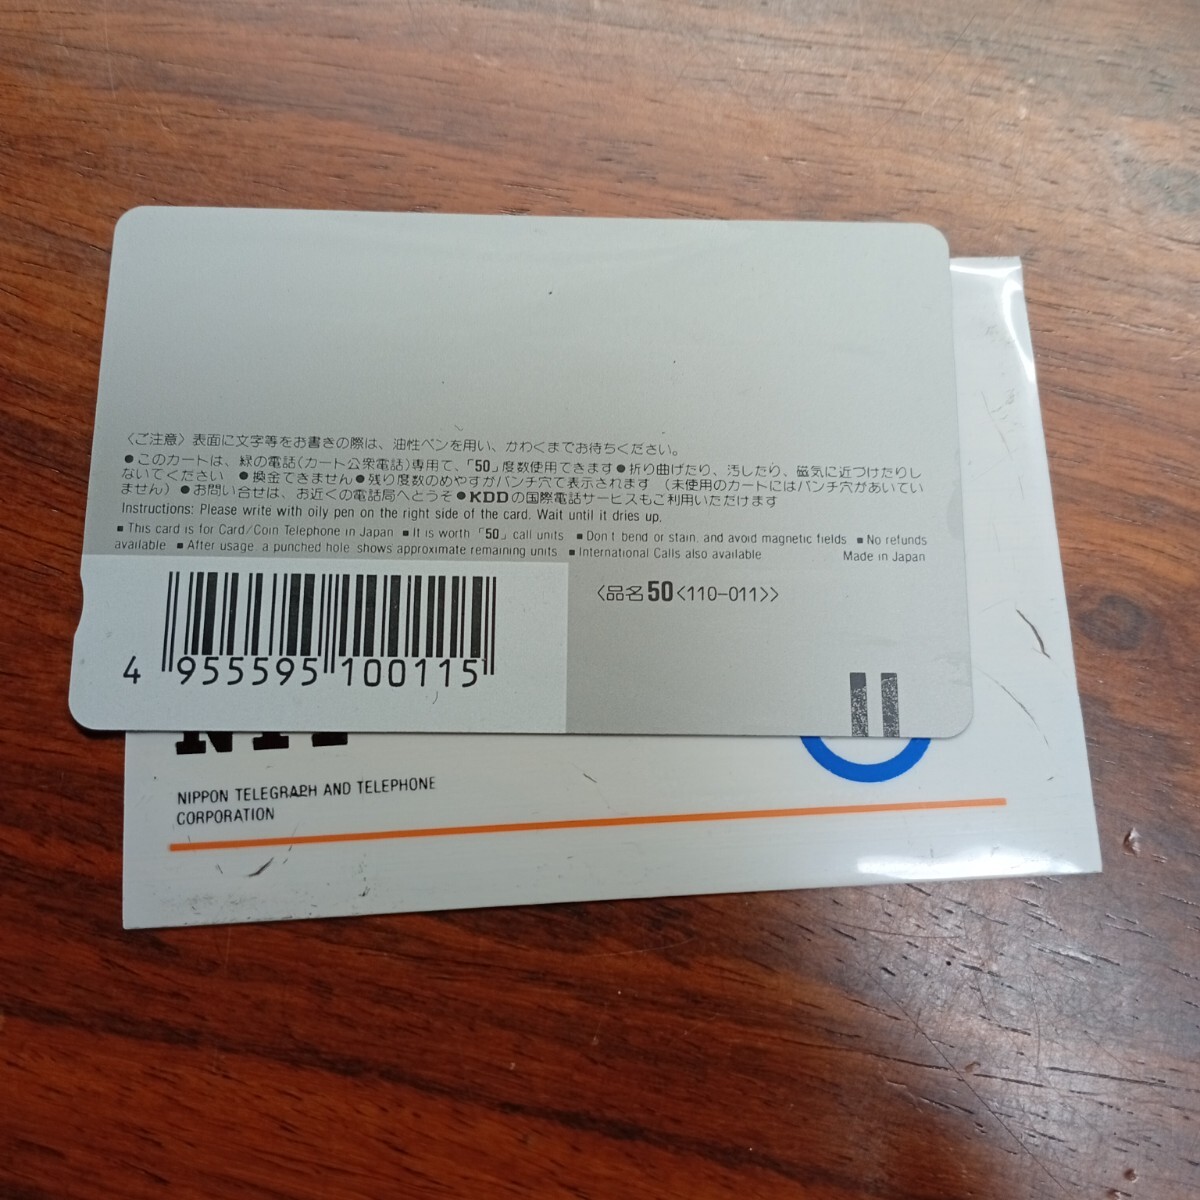 〈ご注意〉表面に文字等をお書きの際は、油性ペンを用い、かわくまでお待ちください。
●このカードは、緑の電話(カード公衆電話)専用で、「50」度数使用できます●折り曲げたり、汚したり、磁気に近づけたりし
ないでください ●換金できません●残り度数のめやすがパンチ穴で表示されます (未使用のカードにはパンチ穴があいてい
ません)●お問い合せは、お近くの電話局へどうぞ●KDDの国際電話サービスもご利用いただけます
Instructions: Please write with oily pen on the right side of the card. Wait until it dries up.
■ This card is for Card/Coin Telephone in Japan ■ It is worth 「50」 call units ■ Don't bend or stain, and avoid magnetic fields ■ No refunds
available ■ After usage, a punched hole shows approximate remaining units ■ International Calls also available Made in Japan
〈品名50<110-011>〉
4 955595 100115
NTT
NIPPON TELEGRAPH AND TELEPHONE
CORPORATION